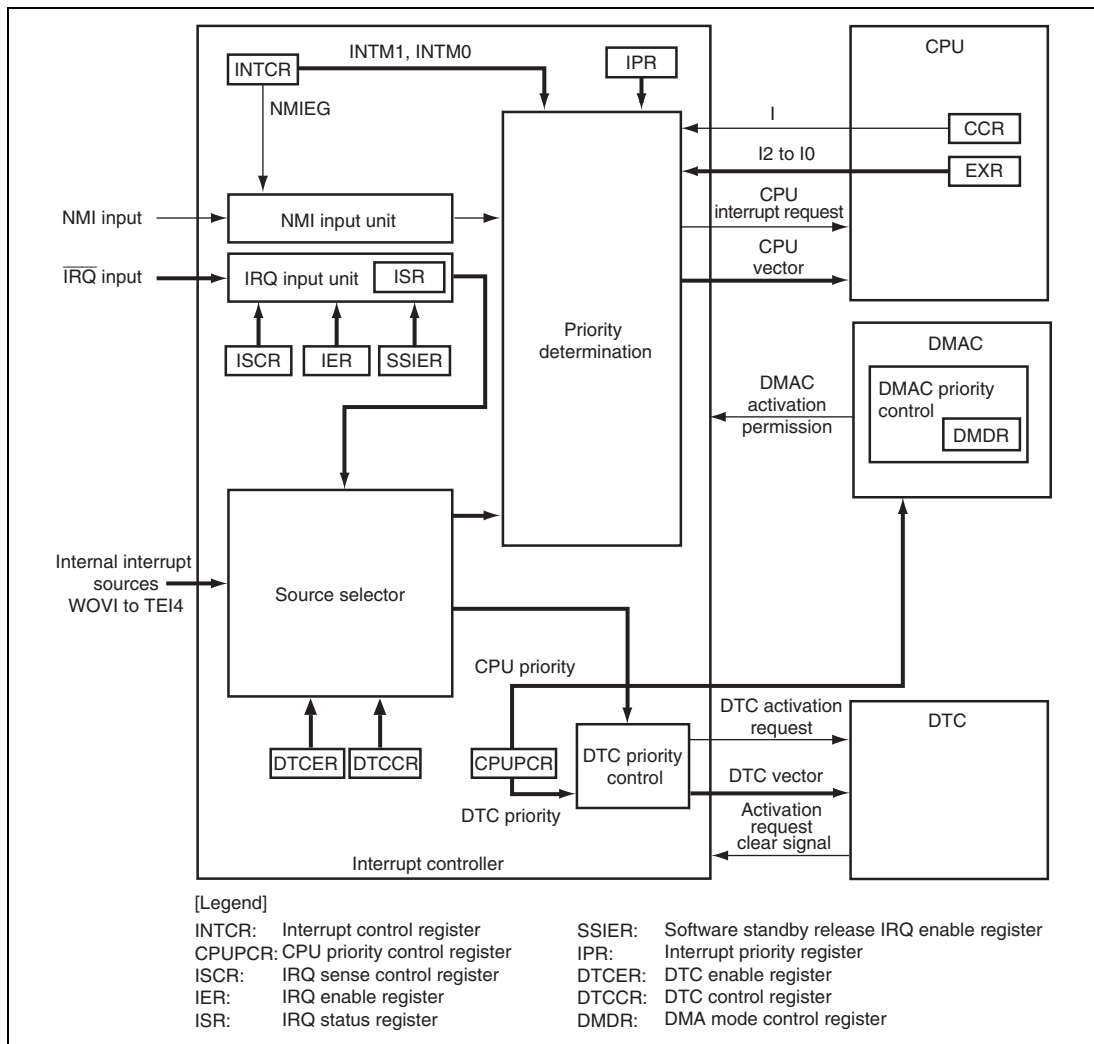 INTM1, INTM0
CPU
INTCR
IPR
NMIEG
I
CCR
I2 to I0
EXR
CPU
interrupt request
NMI input
NMI input unit
CPU
vector
IRQ input
IRQ input unit
ISR
Priority
determination
ISCR
IER
SSIER
DMAC
DMAC priority
control
DMDR
DMAC
activation
permission
Internal interrupt
sources
WOVI to TEI4
Source selector
CPU priority
DTC activation
request
DTC
DTCER
DTCCR
CPUPCR
DTC priority
control
DTC vector
DTC priority
Activation
request
clear signal
Interrupt controller
[Legend]
INTCR: Interrupt control register
CPUPCR: CPU priority control register
ISCR: IRQ sense control register
IER: IRQ enable register
ISR: IRQ status register
SSIER: Software standby release IRQ enable register
IPR: Interrupt priority register
DTCER: DTC enable register
DTCCR: DTC control register
DMDR: DMA mode control register